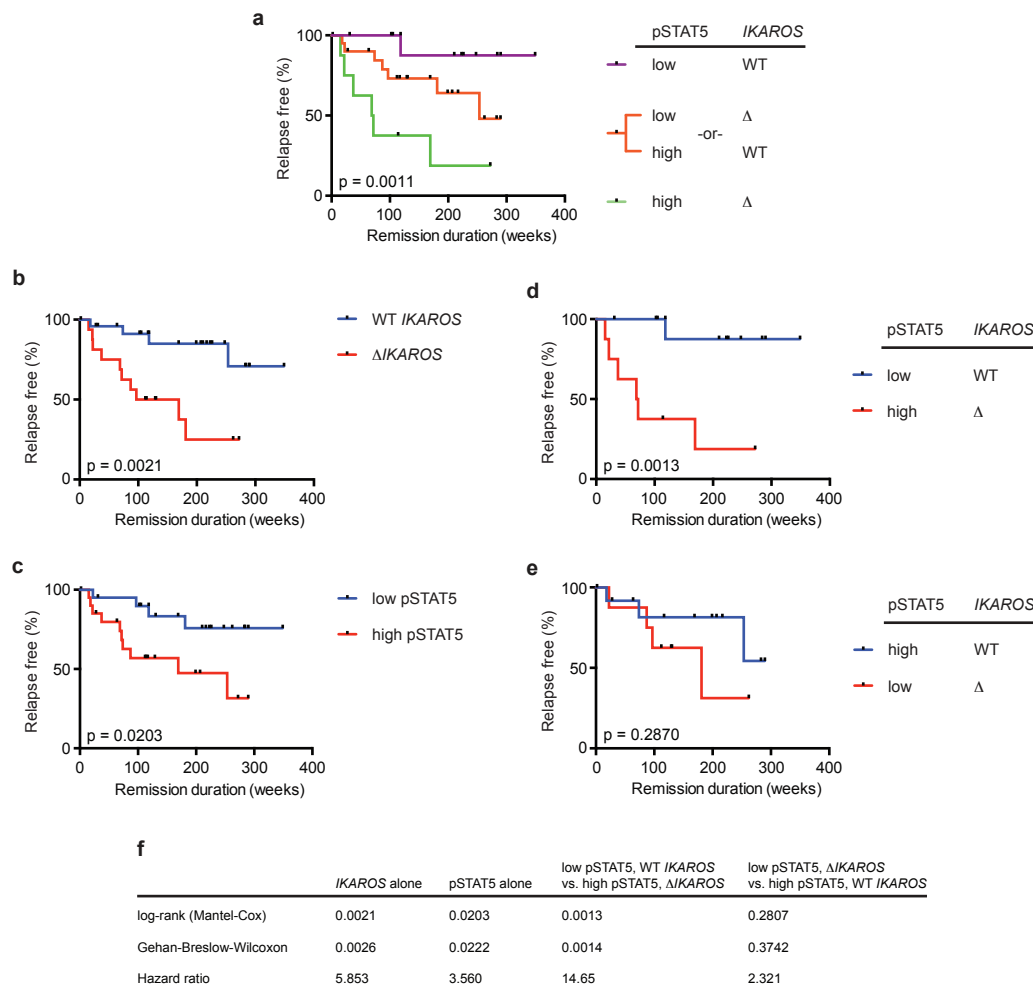 a
Relapse free (%)
100
50
0
p = 0.0011
0 100 200 300 400
Remission duration (weeks)
pSTAT5 IKAROS
low WT
low Δ
-or-
high WT
high Δ
b
Relapse free (%)
100
50
0
p = 0.0021
0 100 200 300 400
Remission duration (weeks)
WT IKAROS
ΔIKAROS
d
Relapse free (%)
100
50
0
p = 0.0013
0 100 200 300 400
Remission duration (weeks)
pSTAT5 IKAROS
low WT
high Δ
c
Relapse free (%)
100
50
0
p = 0.0203
0 100 200 300 400
Remission duration (weeks)
low pSTAT5
high pSTAT5
e
Relapse free (%)
100
50
0
p = 0.2870
0 100 200 300 400
Remission duration (weeks)
pSTAT5 IKAROS
high WT
low Δ
f
low pSTAT5, WT IKAROS low pSTAT5, ΔIKAROS
IKAROS alone pSTAT5 alone vs. high pSTAT5, ΔIKAROS vs. high pSTAT5, WT IKAROS
log-rank (Mantel-Cox) 0.0021 0.0203 0.0013 0.2807
Gehan-Breslow-Wilcoxon 0.0026 0.0222 0.0014 0.3742
Hazard ratio 5.853 3.560 14.65 2.321